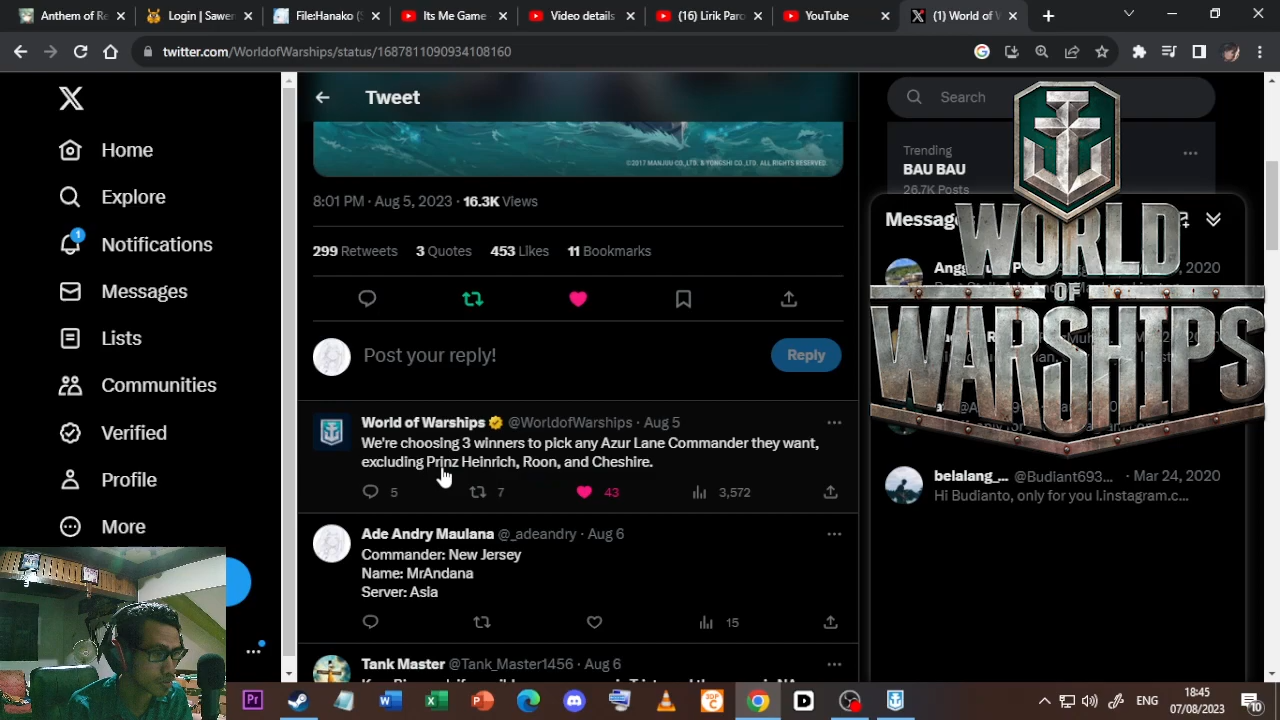 Anthem of Re
Login | Sawer
File:Hanako (S
Its Me Game
Video details
(16) Lirik Paro
YouTube
(1) World of W
twitter.com/WorldofWarships/status/1687811090934108160
Home
Explore
1
Notifications
Messages
Lists
Communities
Verified
Profile
More
Tweet
©2017 MANJUU CO.,LTD. & YONGSHI CO.,LTD. ALL RIGHTS RESERVED.
8:01 PM · Aug 5, 2023 · 16.3K Views
299 Retweets 3 Quotes 453 Likes 11 Bookmarks
Post your reply!
Reply
World of Warships @WorldofWarships · Aug 5
We're choosing 3 winners to pick any Azur Lane Commander they want,
excluding Prinz Heinrich, Roon, and Cheshire.
5 7 43 3,572
Ade Andry Maulana @_adeandry · Aug 6
Commander: New Jersey
Name: MrAndana
Server: Asia
15
Tank Master @Tank_Master1456 · Aug 6
Search
Trending
BAU BAU
26.7K Posts
WORLD
OF
WARSHIPS
belalang_... @Budiant693... · Mar 24, 2020
Hi Budianto, only for you l.instagram.c...
ENG
18:45
07/08/2023
10